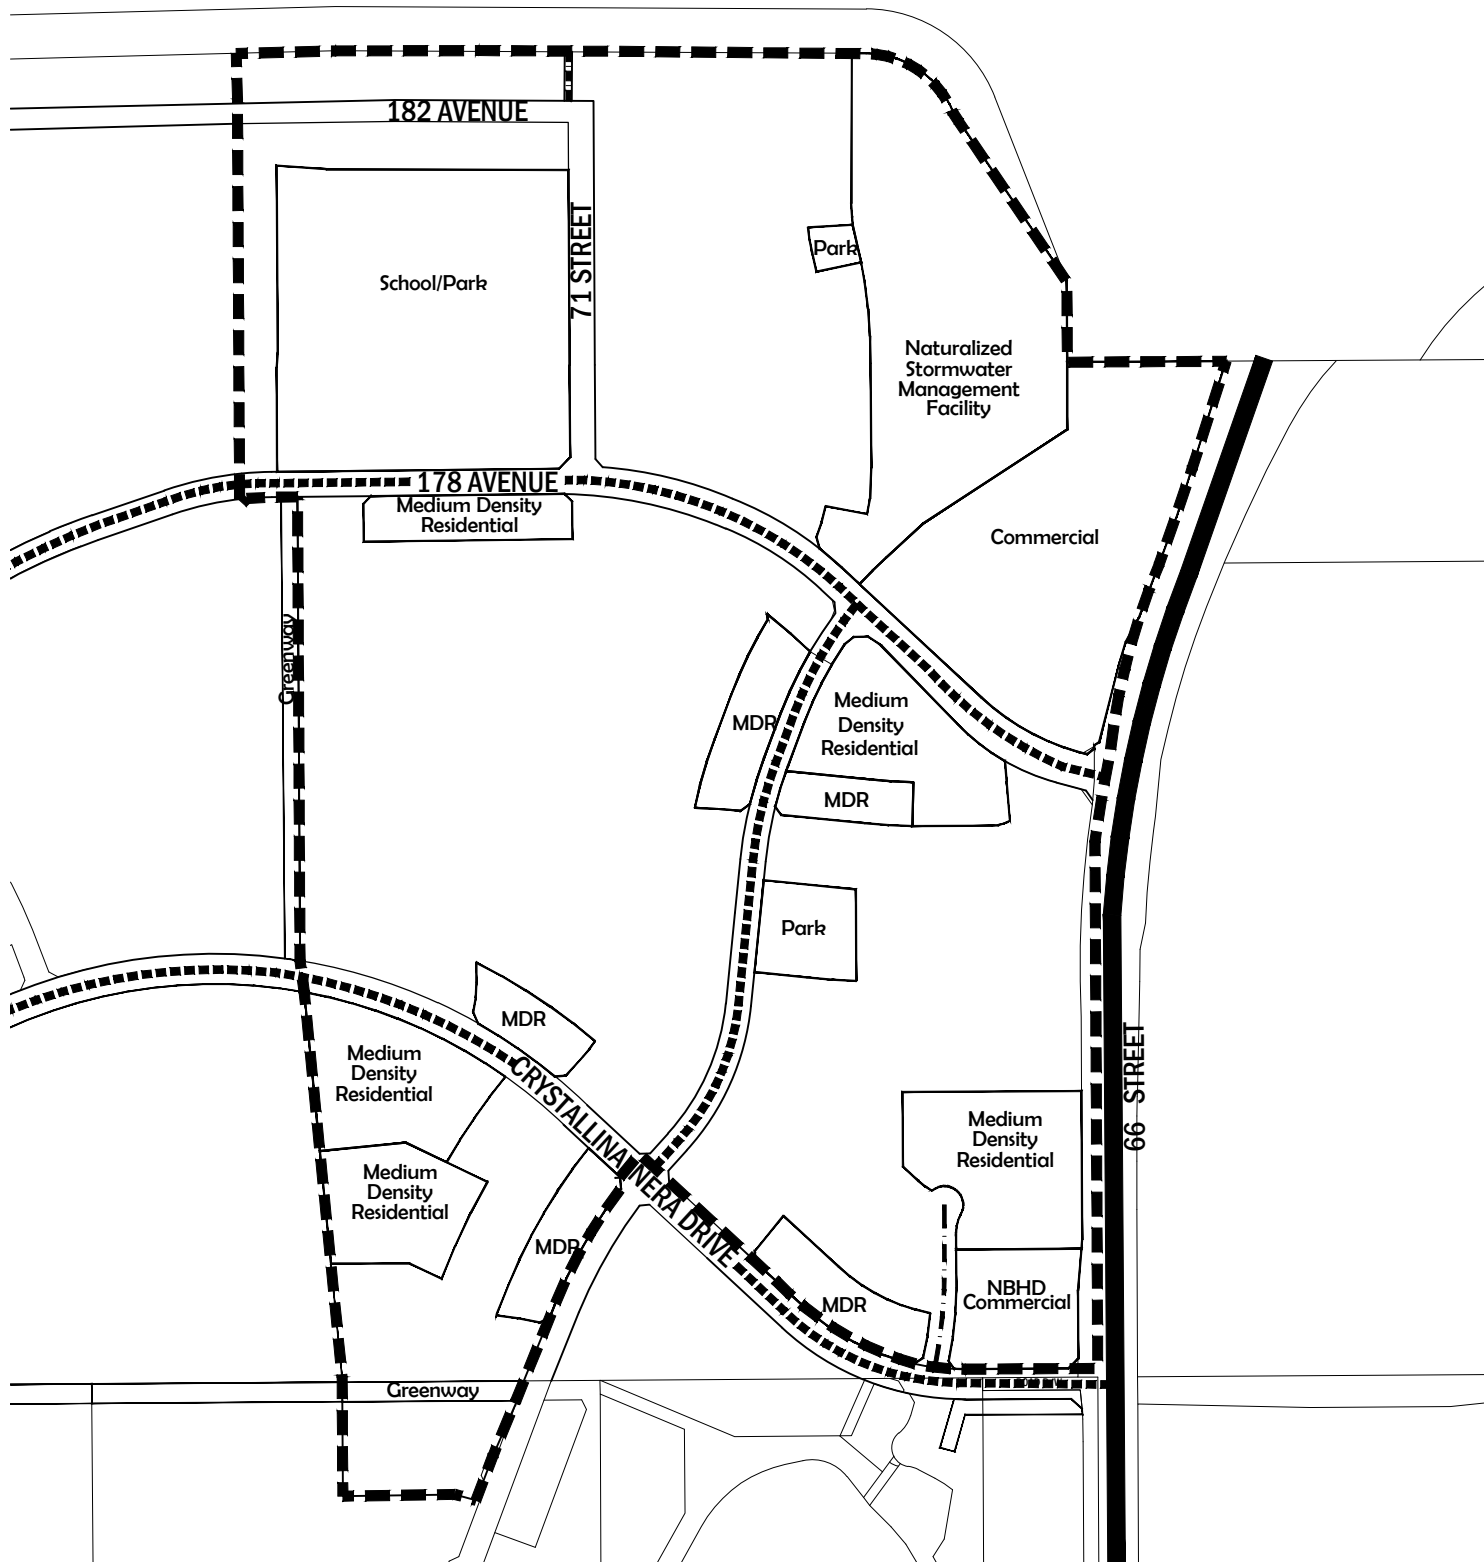 182 AVENUE
71 STREET
School/Park
Park
Naturalized
Stormwater
Management
Facility
178 AVENUE
Medium Density
Residential
Commercial
Greenway
MDR
Medium
Density
Residential
MDR
Park
MDR
Medium
Density
Residential
CRYSTALLINA NERA DRIVE
66 STREET
Medium
Density
Residential
Medium
Density
Residential
MDR
MDR
NBHD
Commercial
Greenway